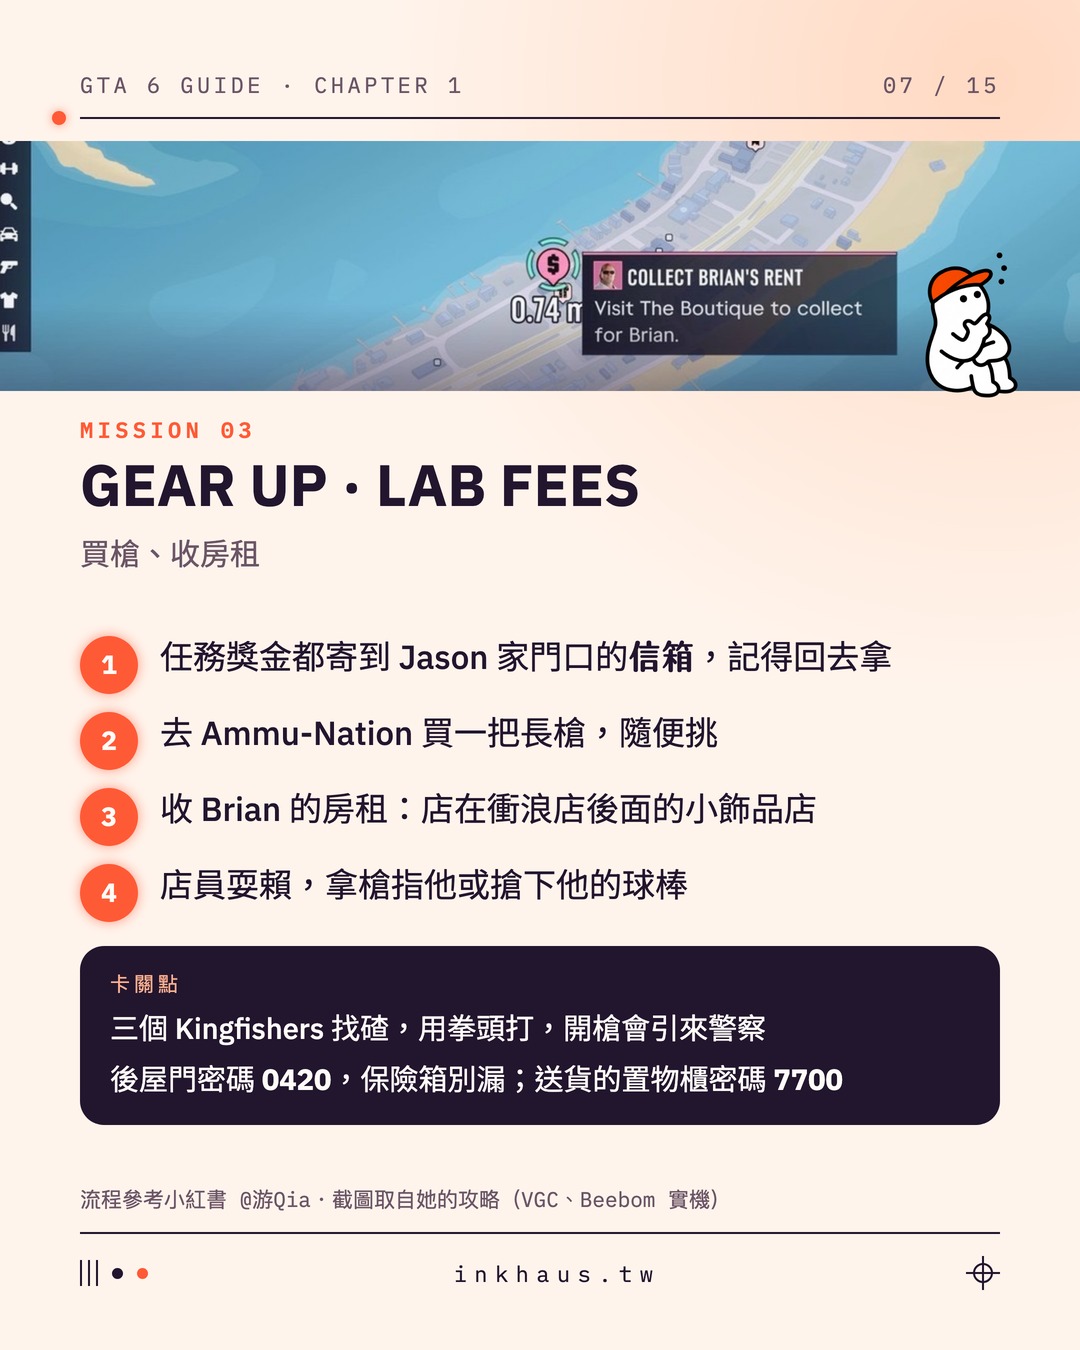 GTA 6 GUIDE · CHAPTER 1
07 / 15
COLLECT BRIAN'S RENT
0.74 m
Visit The Boutique to collect
for Brian.
MISSION 03
GEAR UP · LAB FEES
買槍、收房租
1 任務獎金都寄到 Jason 家門口的信箱，記得回去拿
2 去 Ammu-Nation 買一把長槍，隨便挑
3 收 Brian 的房租：店在衝浪店後面的小飾品店
4 店員耍賴，拿槍指他或搶下他的球棒
卡關點
三個 Kingfishers 找碴，用拳頭打，開槍會引來警察
後屋門密碼 0420，保險箱別漏；送貨的置物櫃密碼 7700
流程參考小紅書 @游Qia · 截圖取自她的攻略（VGC、Beebom 實機）
inkhaus.tw